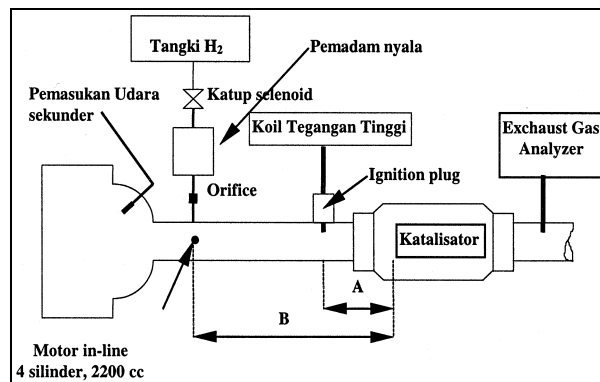 Tangki H₂
Pemadam nyala
Pemasukan Udara
sekunder
Katup selenoid
Koil Tegangan Tinggi
Exchaust Gas
Analyzer
Orifice
Ignition plug
Katalisator
A
B
Motor in-line
4 silinder, 2200 cc